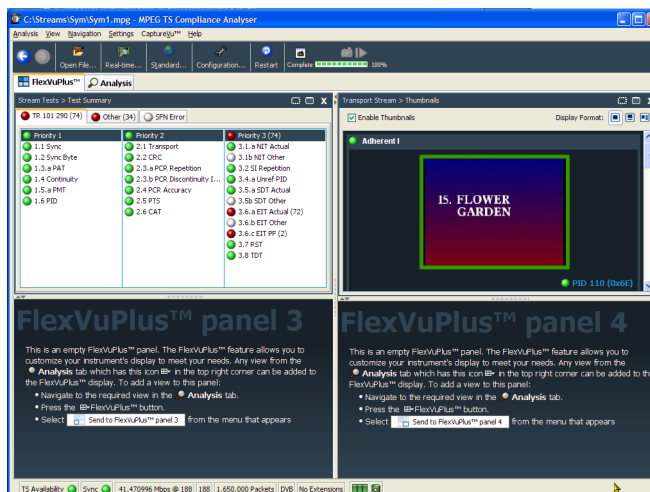 C:\Streams\Sym\Sym1.mpg - MPEG TS Compliance Analyser
Analysis View Navigation Settings CaptureVu™ Help
Open File... Real-time... Standard... Configuration... Restart Complete 100%
FlexVuPlus™ Analysis
Stream Tests > Test Summary
TR 101 290 (74) Other (34) SFN Error
Priority 1
1.1 Sync
1.2 Sync Byte
1.3.a PAT
1.4 Continuity
1.5.a PMT
1.6 PID
Priority 2
2.1 Transport
2.2 CRC
2.3.a PCR Repetition
2.3.b PCR Discontinuity I...
2.4 PCR Accuracy
2.5 PTS
2.6 CAT
Priority 3 (74)
3.1.a NIT Actual
3.1b NIT Other
3.2 SI Repetition
3.4.a Unref PID
3.5.a SDT Actual
3.5b SDT Other
3.6.a EIT Actual (72)
3.6.b EIT Other
3.6.c EIT PF (2)
3.7 RST
3.8 TDT
Transport Stream > Thumbnails
Enable Thumbnails Display Format:
Adherent I
15. FLOWER
GARDEN
PID 110 (0x6E)
FlexVuPlus™ panel 3
This is an empty FlexVuPlus™ panel. The FlexVuPlus™ feature allows you to
customize your instrument's display to meet your needs. Any view from the
Analysis tab which has this icon in the top right corner can be added to
the FlexVuPlus™ display. To add a view to this panel:
• Navigate to the required view in the Analysis tab.
• Press the FlexVuPlus™ button.
• Select Send to FlexVuPlus™ panel 3 from the menu that appears
FlexVuPlus™ panel 4
This is an empty FlexVuPlus™ panel. The FlexVuPlus™ feature allows you to
customize your instrument's display to meet your needs. Any view from the
Analysis tab which has this icon in the top right corner can be added to the
FlexVuPlus™ display. To add a view to this panel:
• Navigate to the required view in the Analysis tab.
• Press the FlexVuPlus™ button.
• Select Send to FlexVuPlus™ panel 4 from the menu that appears
TS Availability Sync 41.470996 Mbps @ 188 188 1,650,000 Packets DVB No Extensions